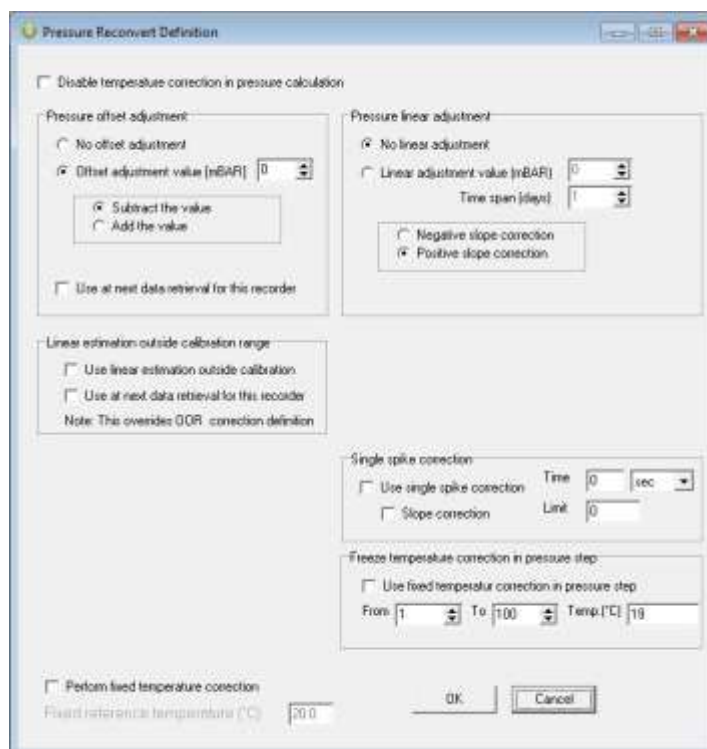 Pressure Reconvert Definition
Disable temperature correction in pressure calculation
Pressure offset adjustment
No offset adjustment
Offset adjustment value (mBAR) 0
Subtract the value
Add the value
Use at next data retrieval for this recorder
Pressure linear adjustment
No linear adjustment
Linear adjustment value (mBAR) 0
Time span (days) 1
Negative slope correction
Positive slope correction
Linear estimation outside calibration range
Use linear estimation outside calibration
Use at next data retrieval for this recorder
Note: This overrides OOR correction definition
Single spike correction
Use single spike correction Time 0 sec
Slope correction Limit 0
Freeze temperature correction in pressure step
Use fixed temperatur correction in pressure step
From 1 To 100 Temp.(°C) 19
Perform fixed temperature correction
Fixed reference temperature (°C) 20.0
OK Cancel